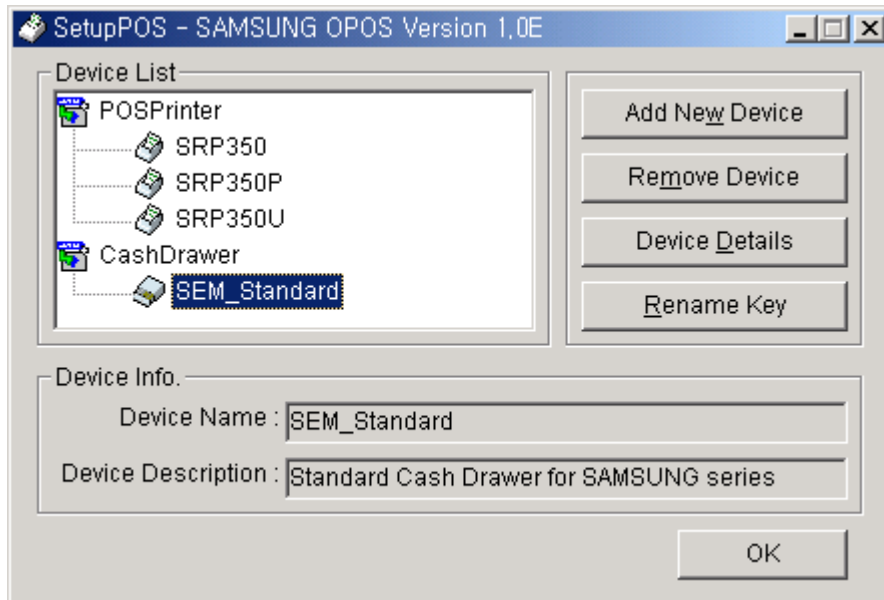 SetupPOS - SAMSUNG OPOS Version 1,0E
Device List
POSPrinter
SRP350
SRP350P
SRP350U
CashDrawer
SEM_Standard
Add New Device
Remove Device
Device Details
Rename Key
Device Info.
Device Name : SEM_Standard
Device Description : Standard Cash Drawer for SAMSUNG series
OK